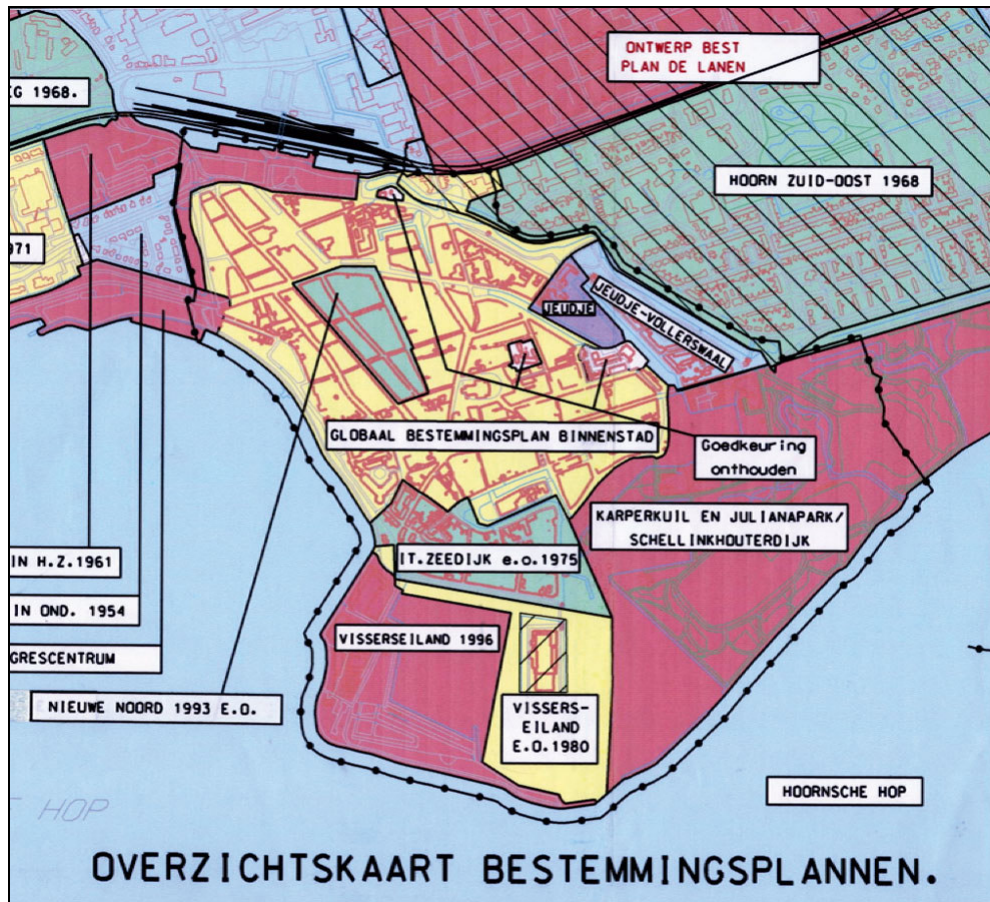 ONTWERP BEST
PLAN DE LANEN
EG 1968.
HOORN ZUID-OOST 1968
971
JEUDJE
JEUDJE-VOLLERSWAAL
GLOBAAL BESTEMMINGSPLAN BINNENSTAD
Goedkeuring
onthouden
KARPERKUIL EN JULIANAPARK/
SCHELLINKHOUTERDIJK
IT.ZEEDIJK e.o.1975
IN H.Z.1961
IN OND. 1954
VISSERSEILAND 1996
GRESCENTRUM
NIEUWE NOORD 1993 E.O.
VISSERS-
EILAND
E.O.1980
HOORNSCHE HOP
HOP
OVERZICHTSKAART BESTEMMINGSPLANNEN.